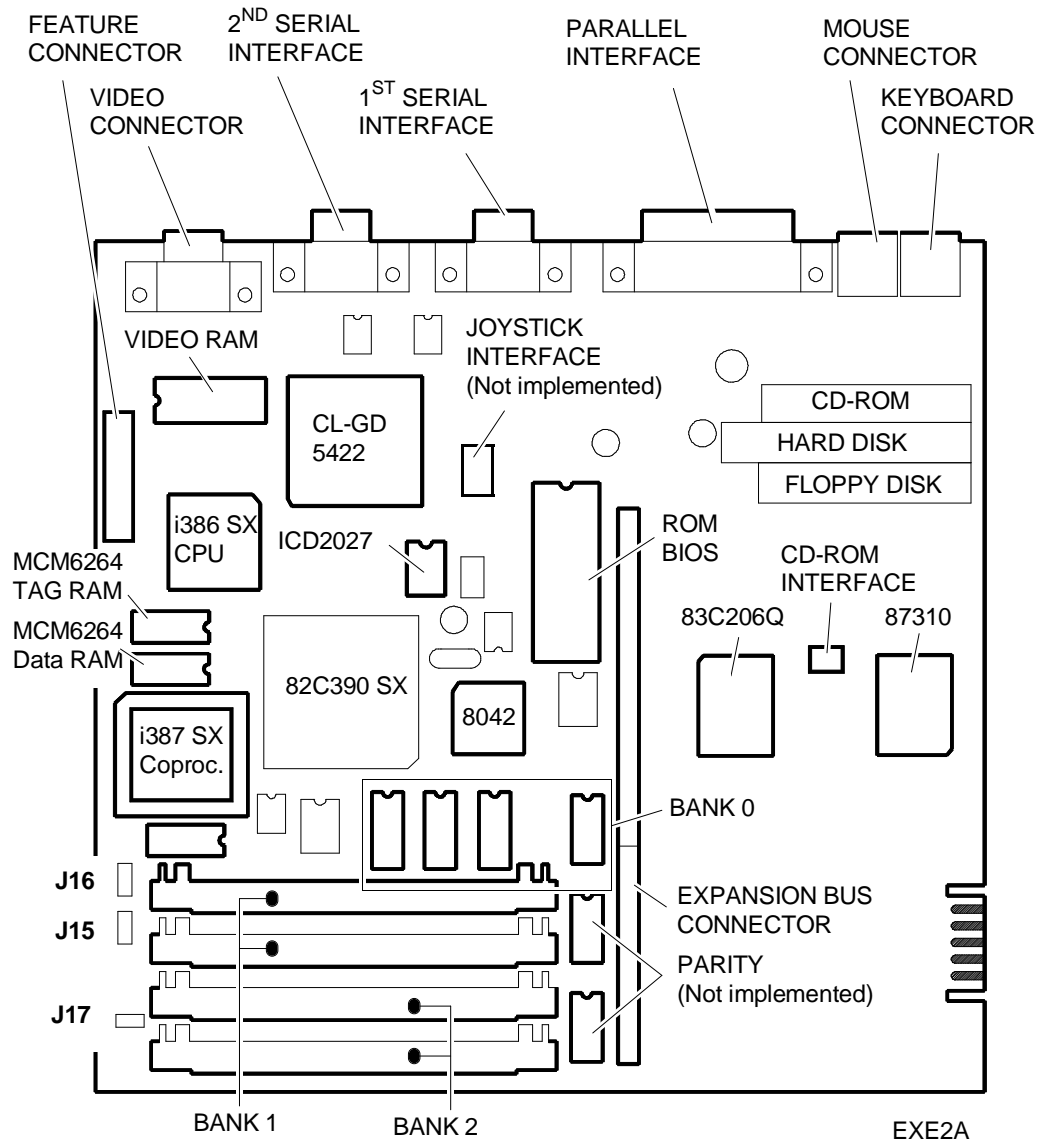 FEATURE
CONNECTOR
2ND SERIAL
INTERFACE
PARALLEL
INTERFACE
MOUSE
CONNECTOR
VIDEO
CONNECTOR
1ST SERIAL
INTERFACE
KEYBOARD
CONNECTOR
VIDEO RAM
JOYSTICK
INTERFACE
(Not implemented)
CL-GD
5422
CD-ROM
HARD DISK
FLOPPY DISK
i386 SX
CPU
ICD2027
ROM
BIOS
MCM6264
TAG RAM
CD-ROM
INTERFACE
MCM6264
Data RAM
83C206Q
87310
82C390 SX
8042
i387 SX
Coproc.
BANK 0
J16
EXPANSION BUS
CONNECTOR
J15
PARITY
(Not implemented)
J17
BANK 1
BANK 2
EXE2A